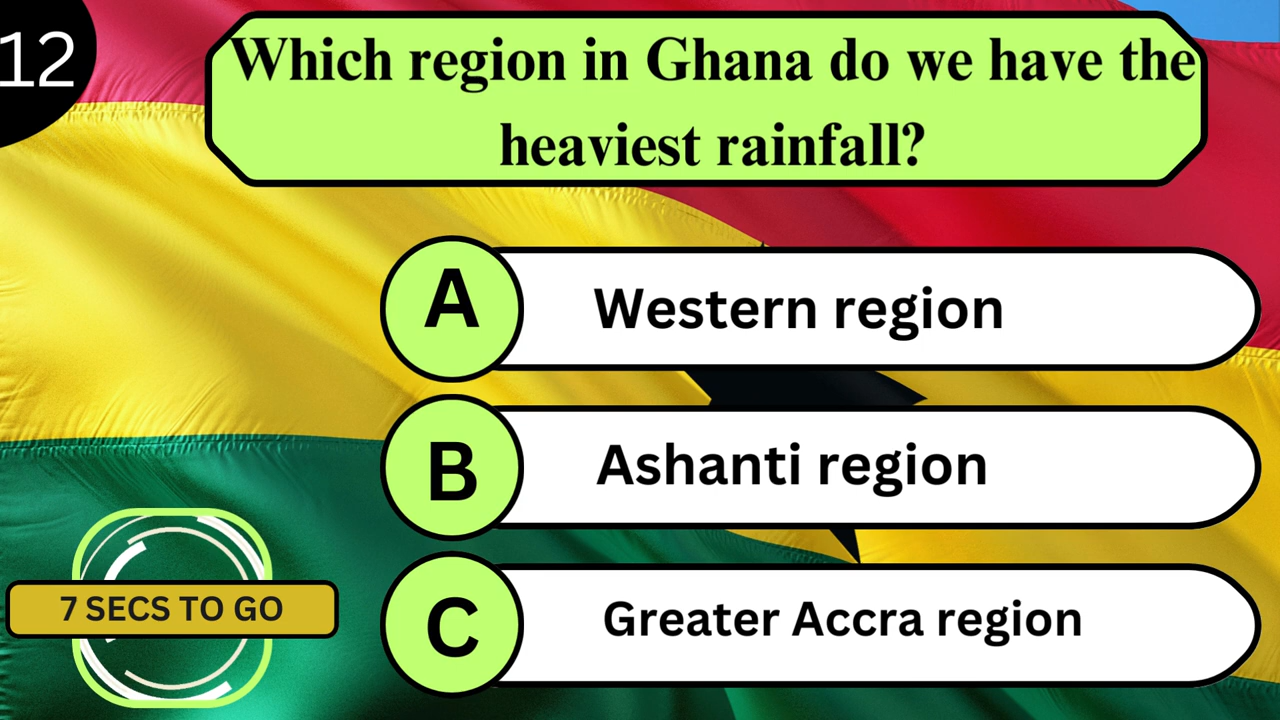 12
Which region in Ghana do we have the
heaviest rainfall?
A
Western region
B
Ashanti region
C
Greater Accra region
7 SECS TO GO